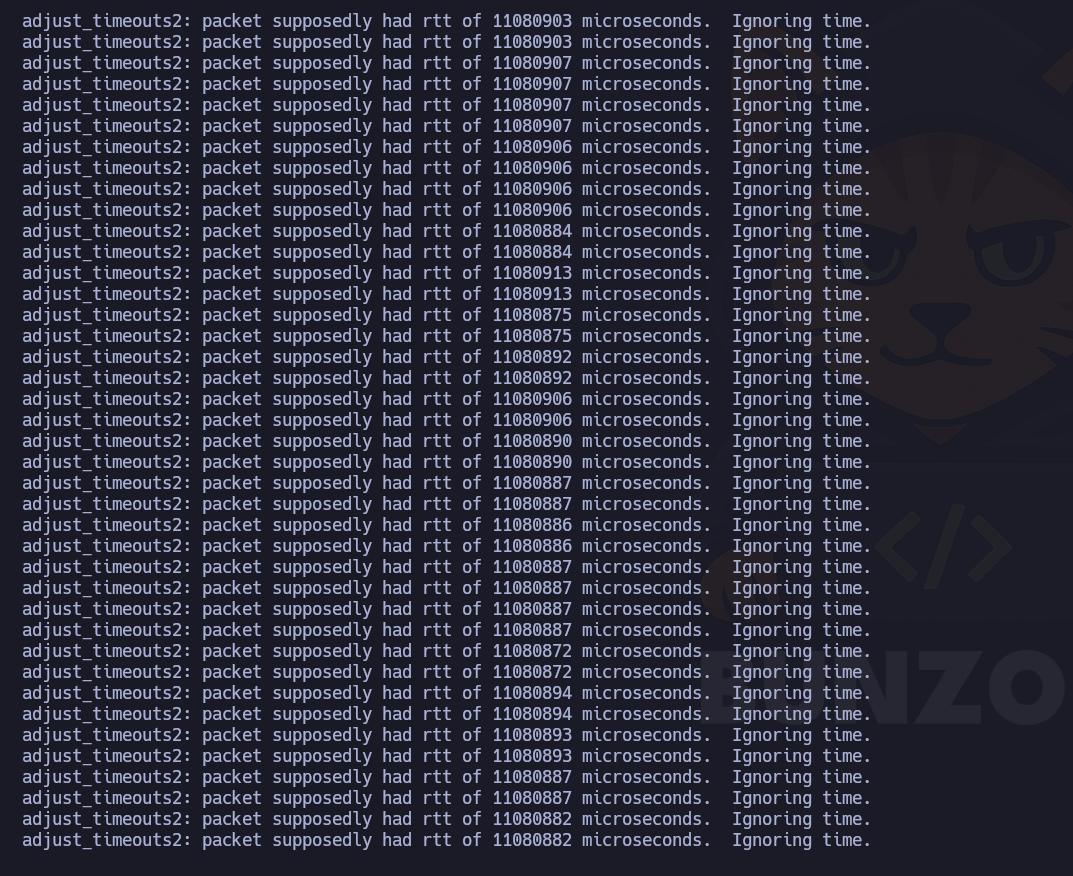 adjust_timeouts2: packet supposedly had rtt of 11080903 microseconds.  Ignoring time.
adjust_timeouts2: packet supposedly had rtt of 11080903 microseconds.  Ignoring time.
adjust_timeouts2: packet supposedly had rtt of 11080907 microseconds.  Ignoring time.
adjust_timeouts2: packet supposedly had rtt of 11080907 microseconds.  Ignoring time.
adjust_timeouts2: packet supposedly had rtt of 11080907 microseconds.  Ignoring time.
adjust_timeouts2: packet supposedly had rtt of 11080907 microseconds.  Ignoring time.
adjust_timeouts2: packet supposedly had rtt of 11080906 microseconds.  Ignoring time.
adjust_timeouts2: packet supposedly had rtt of 11080906 microseconds.  Ignoring time.
adjust_timeouts2: packet supposedly had rtt of 11080906 microseconds.  Ignoring time.
adjust_timeouts2: packet supposedly had rtt of 11080906 microseconds.  Ignoring time.
adjust_timeouts2: packet supposedly had rtt of 11080884 microseconds.  Ignoring time.
adjust_timeouts2: packet supposedly had rtt of 11080884 microseconds.  Ignoring time.
adjust_timeouts2: packet supposedly had rtt of 11080913 microseconds.  Ignoring time.
adjust_timeouts2: packet supposedly had rtt of 11080913 microseconds.  Ignoring time.
adjust_timeouts2: packet supposedly had rtt of 11080875 microseconds.  Ignoring time.
adjust_timeouts2: packet supposedly had rtt of 11080875 microseconds.  Ignoring time.
adjust_timeouts2: packet supposedly had rtt of 11080892 microseconds.  Ignoring time.
adjust_timeouts2: packet supposedly had rtt of 11080892 microseconds.  Ignoring time.
adjust_timeouts2: packet supposedly had rtt of 11080906 microseconds.  Ignoring time.
adjust_timeouts2: packet supposedly had rtt of 11080906 microseconds.  Ignoring time.
adjust_timeouts2: packet supposedly had rtt of 11080890 microseconds.  Ignoring time.
adjust_timeouts2: packet supposedly had rtt of 11080890 microseconds.  Ignoring time.
adjust_timeouts2: packet supposedly had rtt of 11080887 microseconds.  Ignoring time.
adjust_timeouts2: packet supposedly had rtt of 11080887 microseconds.  Ignoring time.
adjust_timeouts2: packet supposedly had rtt of 11080886 microseconds.  Ignoring time.
adjust_timeouts2: packet supposedly had rtt of 11080886 microseconds.  Ignoring time.
adjust_timeouts2: packet supposedly had rtt of 11080887 microseconds.  Ignoring time.
adjust_timeouts2: packet supposedly had rtt of 11080887 microseconds.  Ignoring time.
adjust_timeouts2: packet supposedly had rtt of 11080887 microseconds.  Ignoring time.
adjust_timeouts2: packet supposedly had rtt of 11080887 microseconds.  Ignoring time.
adjust_timeouts2: packet supposedly had rtt of 11080872 microseconds.  Ignoring time.
adjust_timeouts2: packet supposedly had rtt of 11080872 microseconds.  Ignoring time.
adjust_timeouts2: packet supposedly had rtt of 11080894 microseconds.  Ignoring time.
adjust_timeouts2: packet supposedly had rtt of 11080894 microseconds.  Ignoring time.
adjust_timeouts2: packet supposedly had rtt of 11080893 microseconds.  Ignoring time.
adjust_timeouts2: packet supposedly had rtt of 11080893 microseconds.  Ignoring time.
adjust_timeouts2: packet supposedly had rtt of 11080887 microseconds.  Ignoring time.
adjust_timeouts2: packet supposedly had rtt of 11080887 microseconds.  Ignoring time.
adjust_timeouts2: packet supposedly had rtt of 11080882 microseconds.  Ignoring time.
adjust_timeouts2: packet supposedly had rtt of 11080882 microseconds.  Ignoring time.
</>
BUNZO